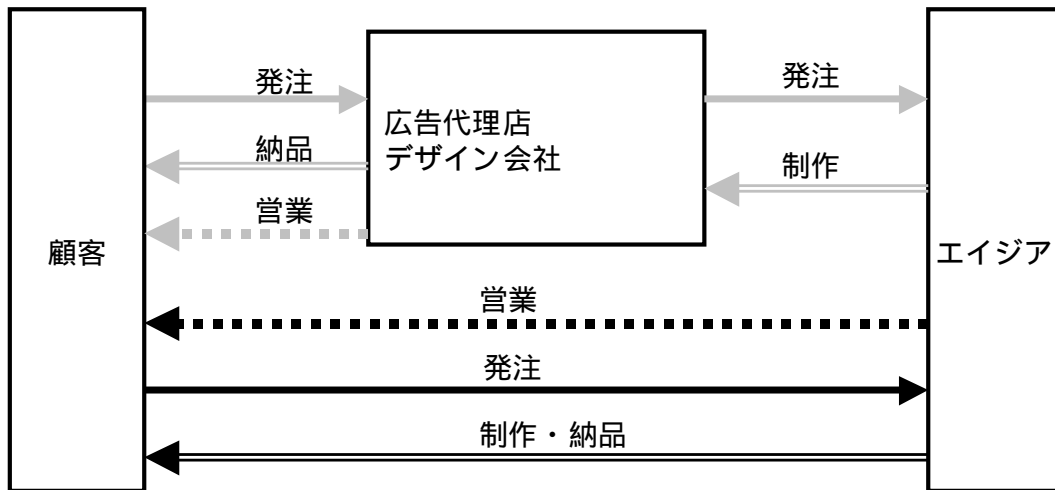 発注
発注
広告代理店
デザイン会社
納品
制作
営業
顧客
エイジア
営業
発注
制作・納品